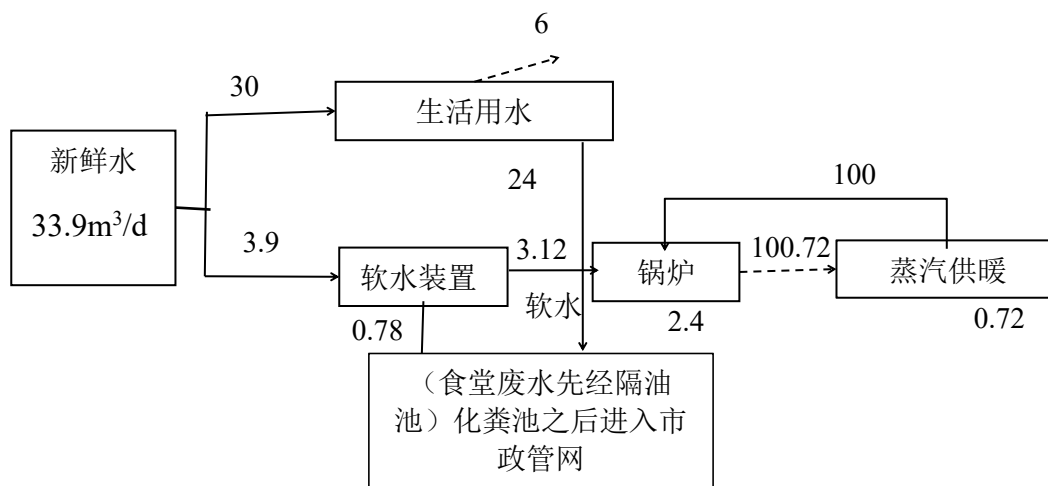 6
30
生活用水
新鲜水
33.9m³/d
24
100
3.9
3.12
100.72
软水装置
锅炉
蒸汽供暖
软水
0.78
2.4
0.72
（食堂废水先经隔油
池）化粪池之后进入市
政管网